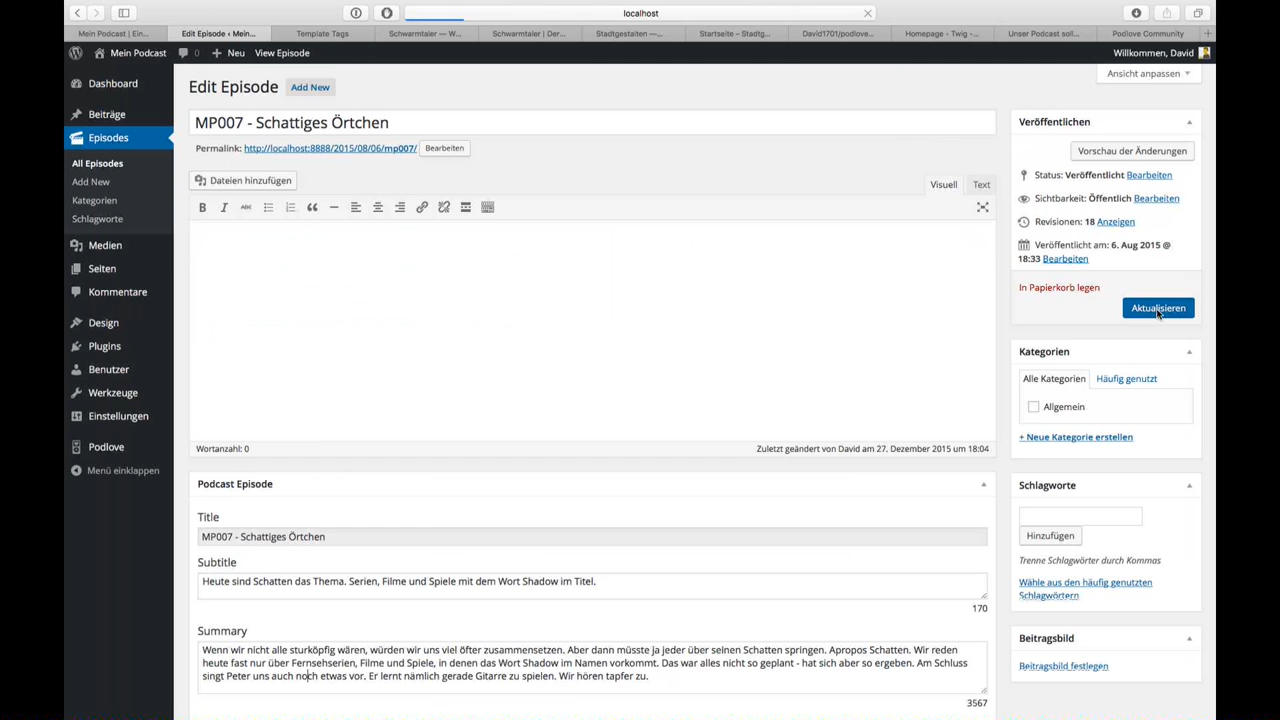 localhost
Mein Podcast | Ein...
Edit Episode ‹ Mein...
Template Tags
Schwarmtaler — W...
Schwarmtaler | Der...
Stadtgestalten —...
Startseite – Stadtg...
David1701/podlove...
Homepage - Twig -...
Unser Podcast soll...
Podlove Community
Mein Podcast
0
Neu
View Episode
Willkommen, David
Ansicht anpassen
Dashboard
Beiträge
Episodes
All Episodes
Add New
Kategorien
Schlagworte
Medien
Seiten
Kommentare
Design
Plugins
Benutzer
Werkzeuge
Einstellungen
Podlove
Menü einklappen
Edit Episode
Add New
MP007 - Schattiges Örtchen
Permalink: http://localhost:8888/2015/08/06/mp007/
Bearbeiten
Dateien hinzufügen
Visuell
Text
B I ABC
Wortanzahl: 0
Zuletzt geändert von David am 27. Dezember 2015 um 18:04
Podcast Episode
Title
MP007 - Schattiges Örtchen
Subtitle
Heute sind Schatten das Thema. Serien, Filme und Spiele mit dem Wort Shadow im Titel.
170
Summary
Wenn wir nicht alle sturköpfig wären, würden wir uns viel öfter zusammensetzen. Aber dann müsste ja jeder über seinen Schatten springen. Apropos Schatten. Wir reden
heute fast nur über Fernsehserien, Filme und Spiele, in denen das Wort Shadow im Namen vorkommt. Das war alles nicht so geplant - hat sich aber so ergeben. Am Schluss
singt Peter uns auch noch etwas vor. Er lernt nämlich gerade Gitarre zu spielen. Wir hören tapfer zu.
3567
Veröffentlichen
Vorschau der Änderungen
Status: Veröffentlicht Bearbeiten
Sichtbarkeit: Öffentlich Bearbeiten
Revisionen: 18 Anzeigen
Veröffentlicht am: 6. Aug 2015 @
18:33 Bearbeiten
In Papierkorb legen
Aktualisieren
Kategorien
Alle Kategorien
Häufig genutzt
Allgemein
+ Neue Kategorie erstellen
Schlagworte
Hinzufügen
Trenne Schlagwörter durch Kommas
Wähle aus den häufig genutzten
Schlagwörtern
Beitragsbild
Beitragsbild festlegen